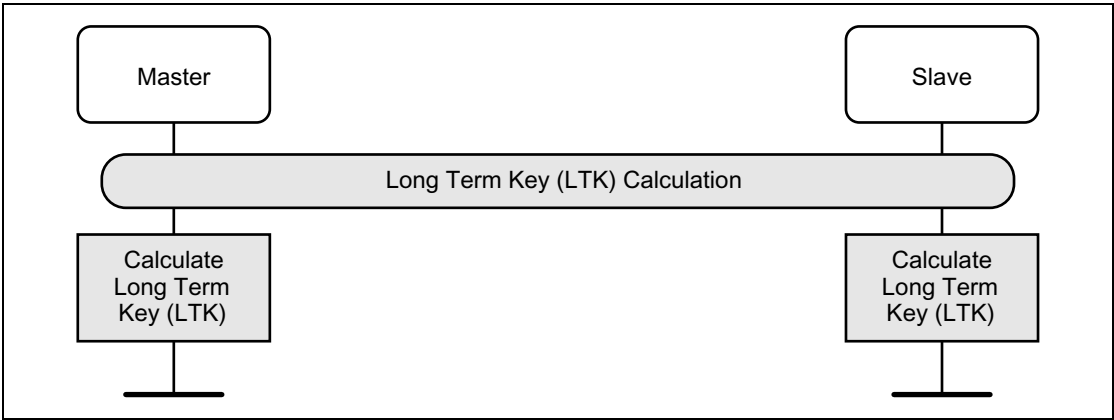 Master
Slave
Long Term Key (LTK) Calculation
Calculate
Long Term
Key (LTK)
Calculate
Long Term
Key (LTK)